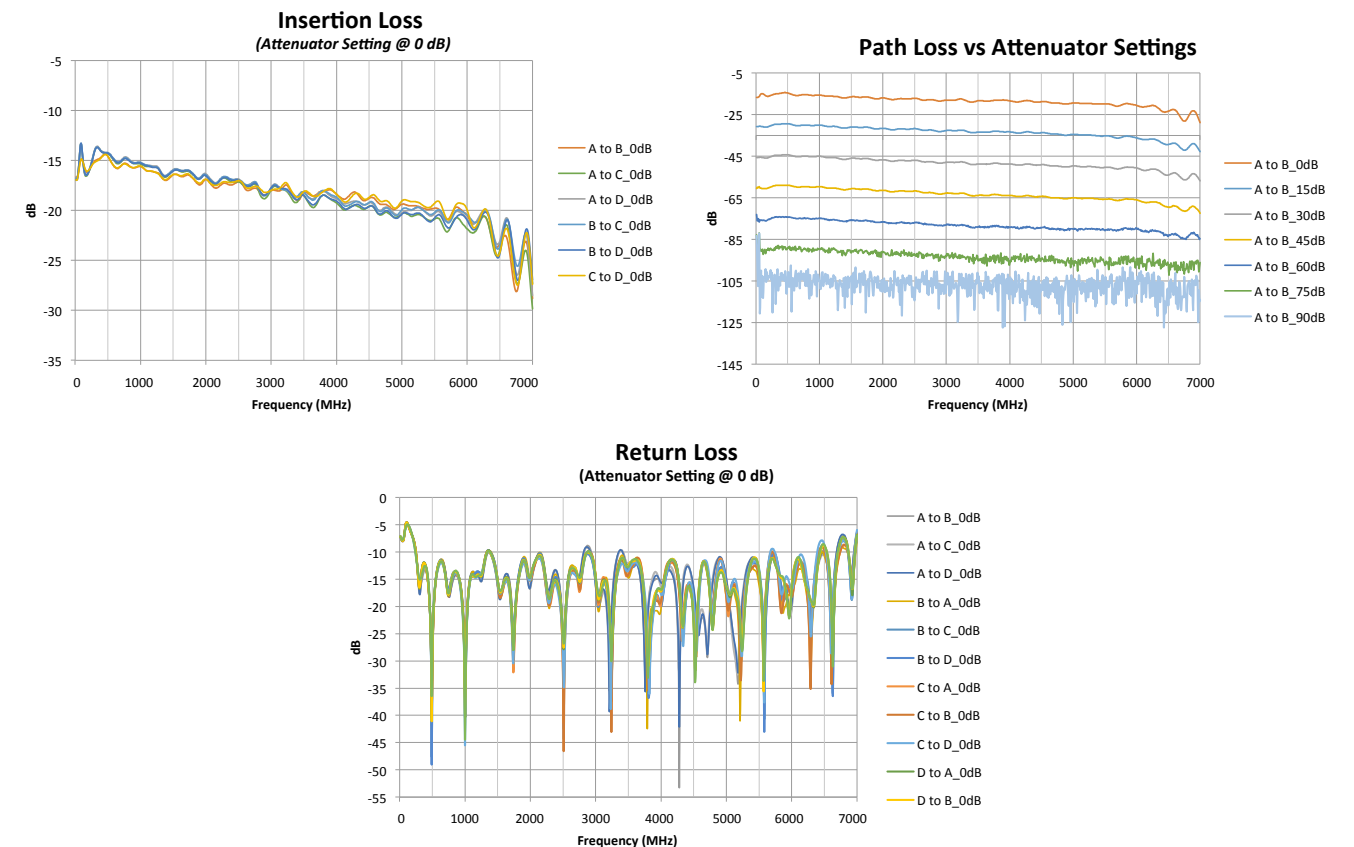 Insertion Loss
(Attenuator Setting @ 0 dB)
-5
-10
-15
-20
-25
-30
-35
dB
0 1000 2000 3000 4000 5000 6000 7000
Frequency (MHz)
A to B_0dB
A to C_0dB
A to D_0dB
B to C_0dB
B to D_0dB
C to D_0dB
Path Loss vs Attenuator Settings
-5
-25
-45
-65
-85
-105
-125
-145
dB
0 1000 2000 3000 4000 5000 6000 7000
Frequency (MHz)
A to B_0dB
A to B_15dB
A to B_30dB
A to B_45dB
A to B_60dB
A to B_75dB
A to B_90dB
Return Loss
(Attenuator Setting @ 0 dB)
0
-5
-10
-15
-20
-25
-30
-35
-40
-45
-50
-55
dB
0 1000 2000 3000 4000 5000 6000 7000
Frequency (MHz)
A to B_0dB
A to C_0dB
A to D_0dB
B to A_0dB
B to C_0dB
B to D_0dB
C to A_0dB
C to B_0dB
C to D_0dB
D to A_0dB
D to B_0dB